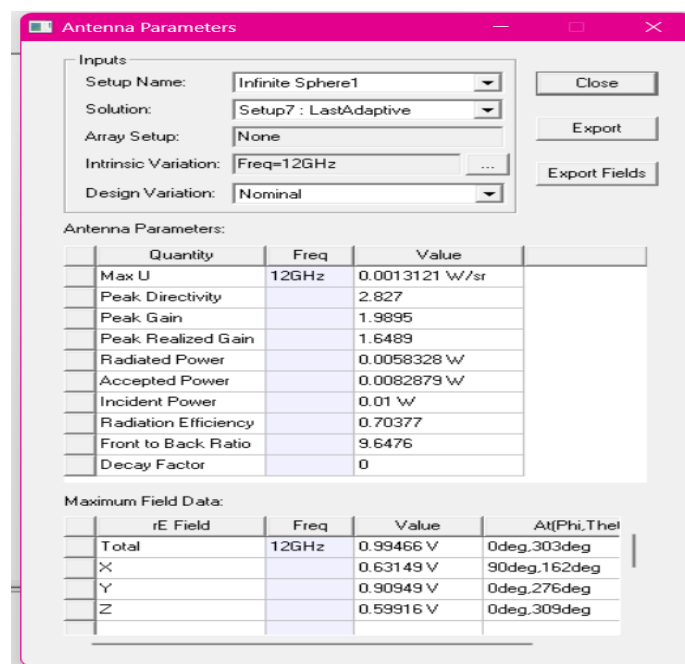 Antenna Parameters
Inputs
Setup Name: Infinite Sphere1
Close
Solution: Setup7 : LastAdaptive
Array Setup: None
Export
Intrinsic Variation: Freq=12GHz ...
Export Fields
Design Variation: Nominal
Antenna Parameters:
Quantity Freq Value
Max U 12GHz 0.0013121 W/sr
Peak Directivity 2.827
Peak Gain 1.9895
Peak Realized Gain 1.6489
Radiated Power 0.0058328 W
Accepted Power 0.0082879 W
Incident Power 0.01 W
Radiation Efficiency 0.70377
Front to Back Ratio 9.6476
Decay Factor 0
Maximum Field Data:
rE Field Freq Value At(Phi,Thet
Total 12GHz 0.99466 V 0deg,303deg
X 0.63149 V 90deg,162deg
Y 0.90949 V 0deg,276deg
Z 0.59916 V 0deg,309deg